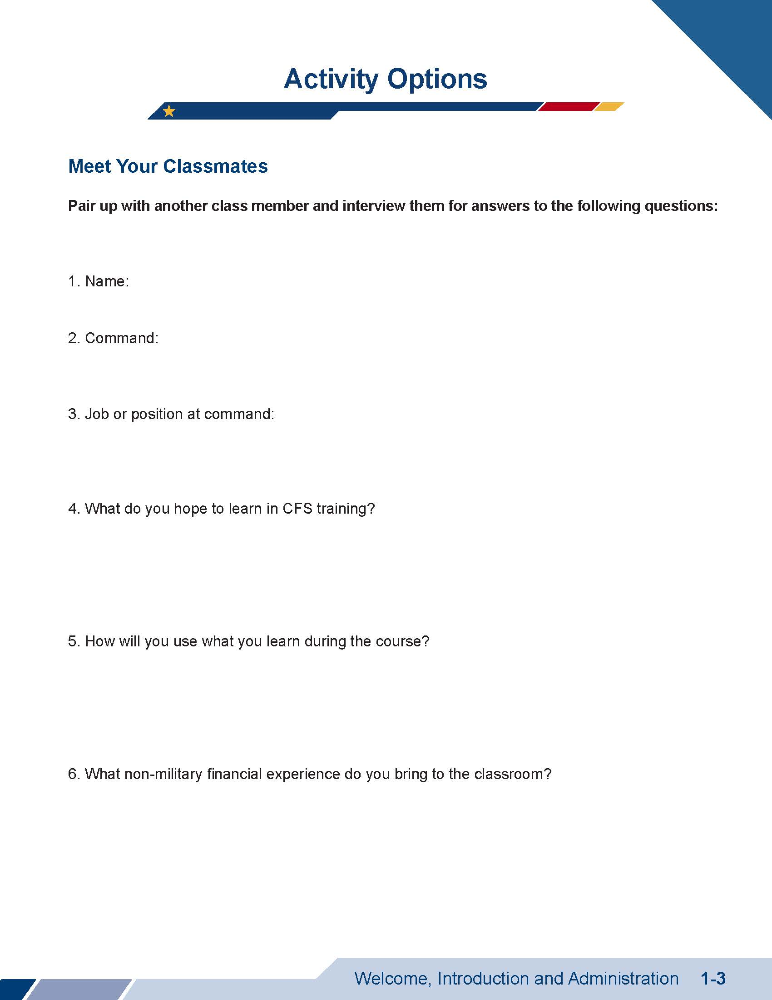 Activity Options
Meet Your Classmates
Pair up with another class member and interview them for answers to the following questions:
1. Name:
2. Command:
3. Job or position at command:
4. What do you hope to learn in CFS training?
5. How will you use what you learn during the course?
6. What non-military financial experience do you bring to the classroom?
Welcome, Introduction and Administration 1-3